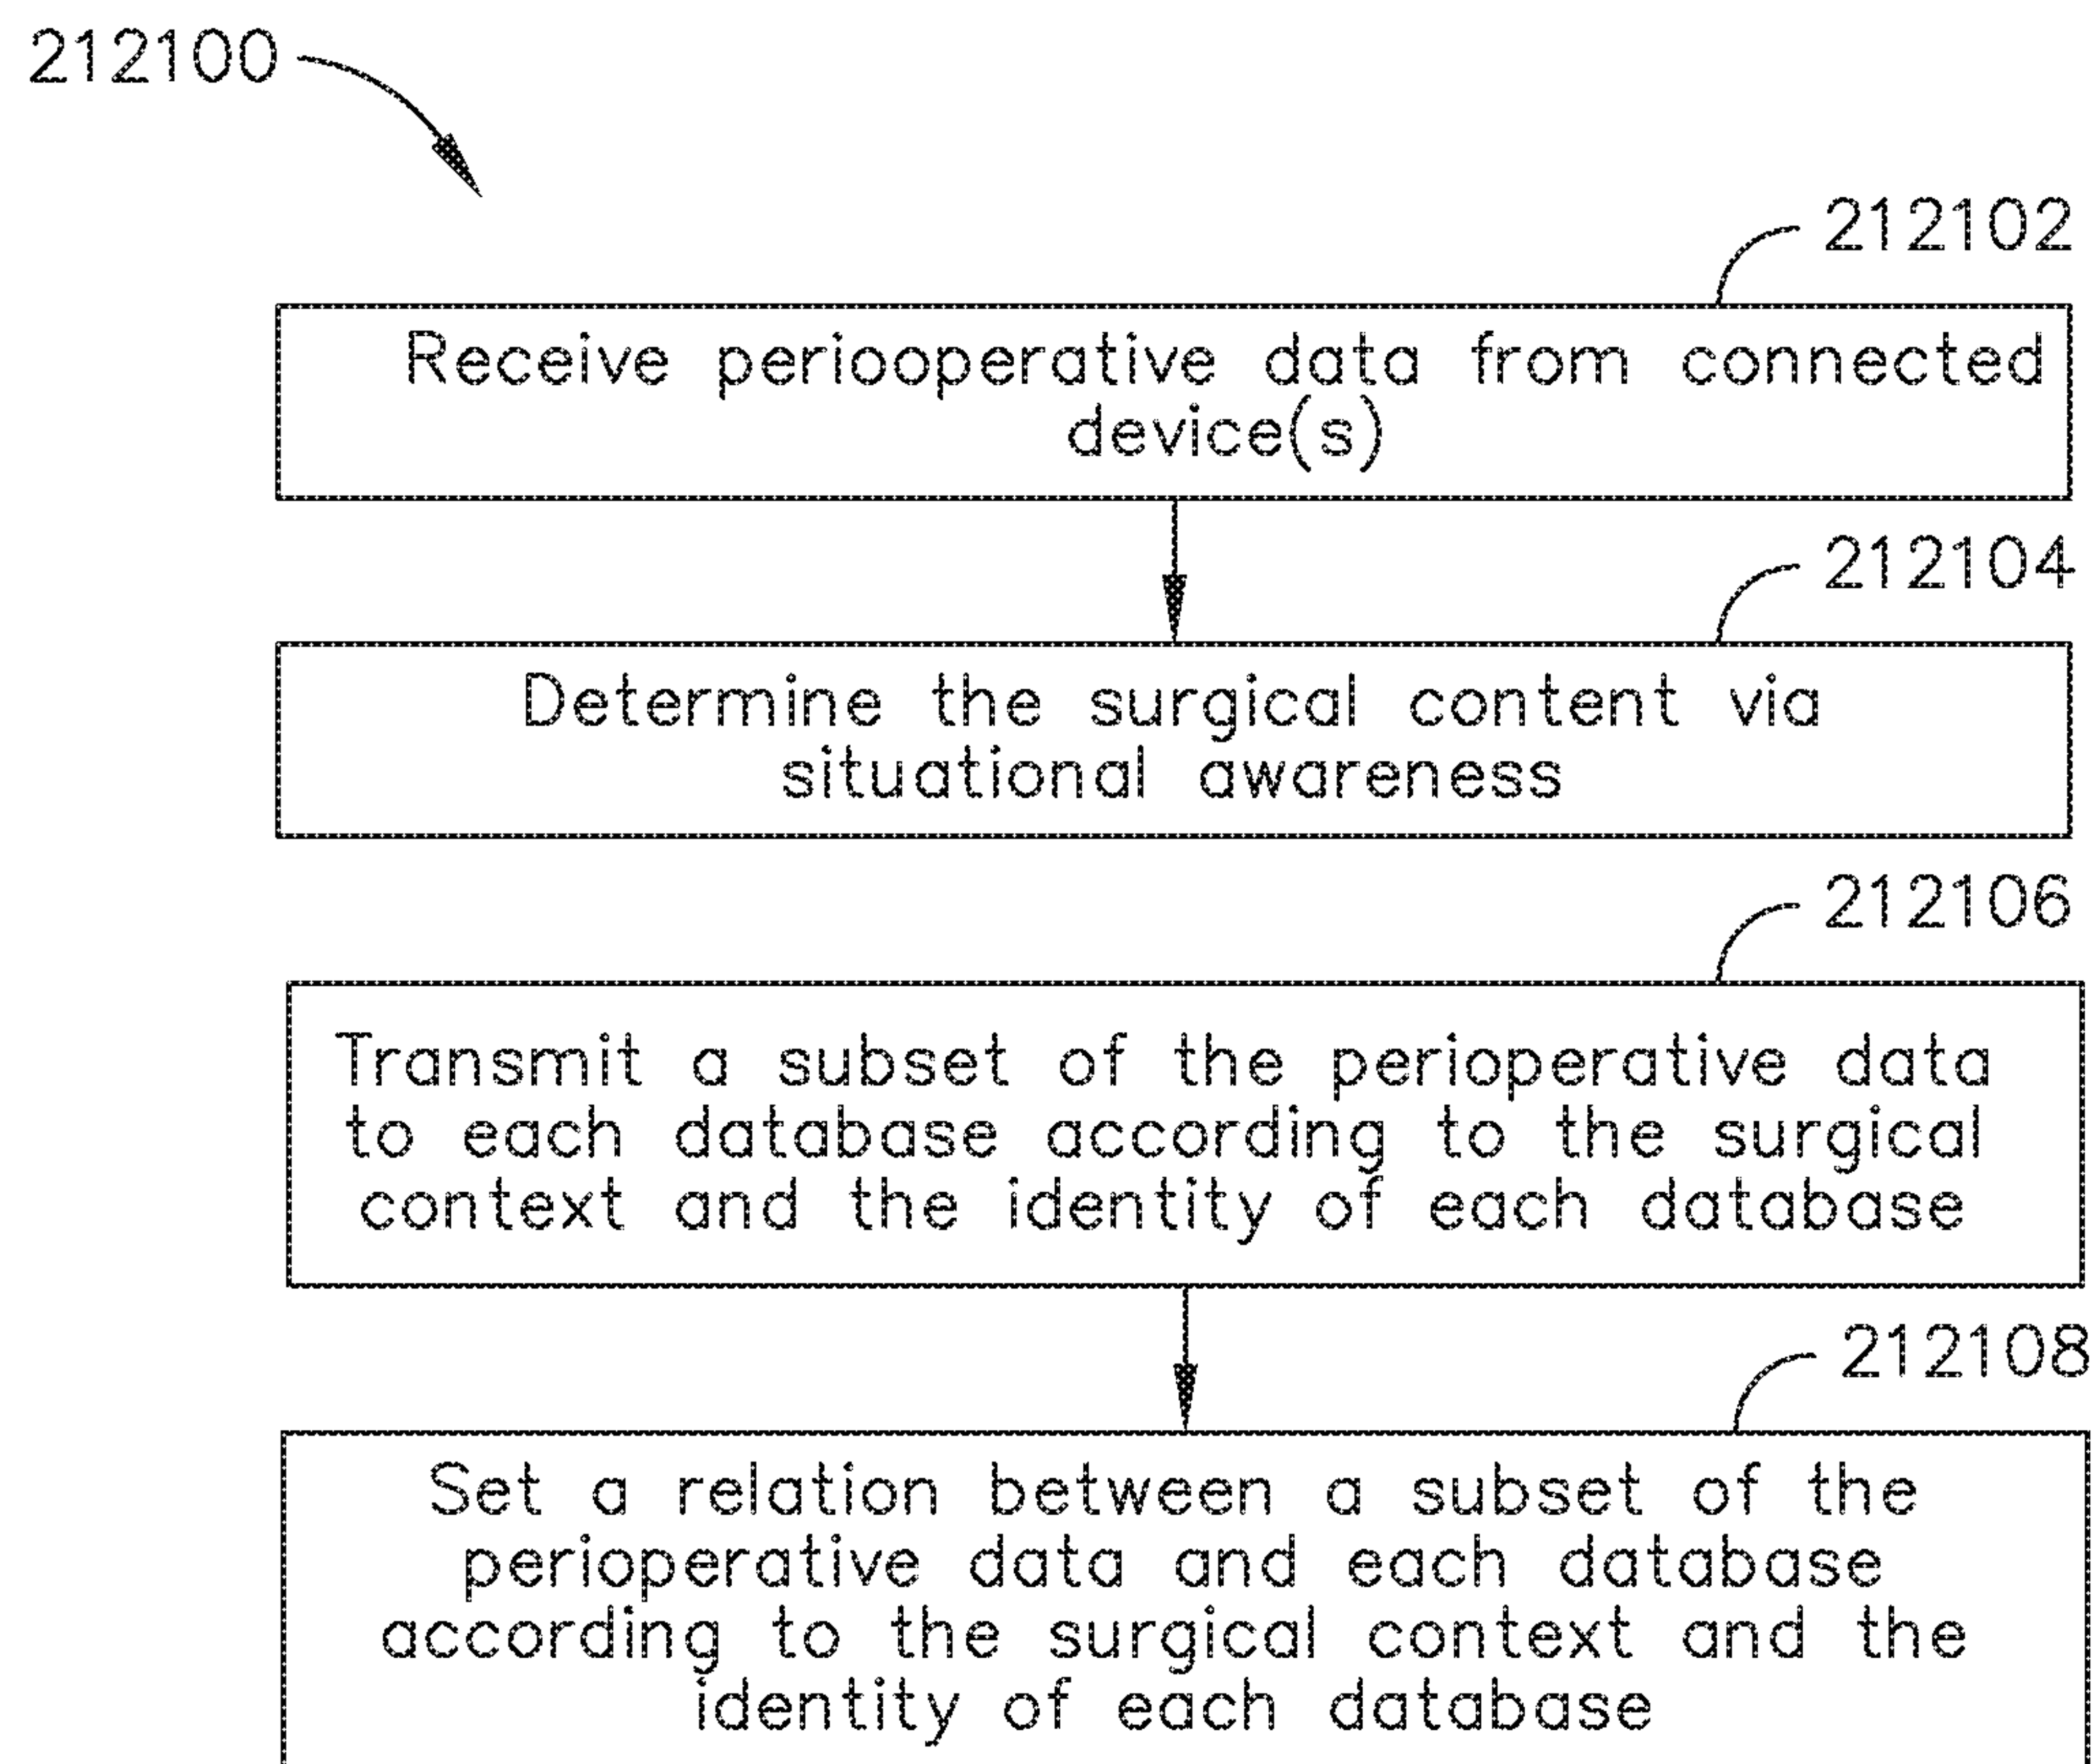 212100
212102
Receive periooperative data from connected
device(s)
212104
Determine the surgical content via
situational awareness
212106
Transmit a subset of the perioperative data
to each database according to the surgical
context and the identity of each database
212108
Set a relation between a subset of the
perioperative data and each database
according to the surgical context and the
identity of each database